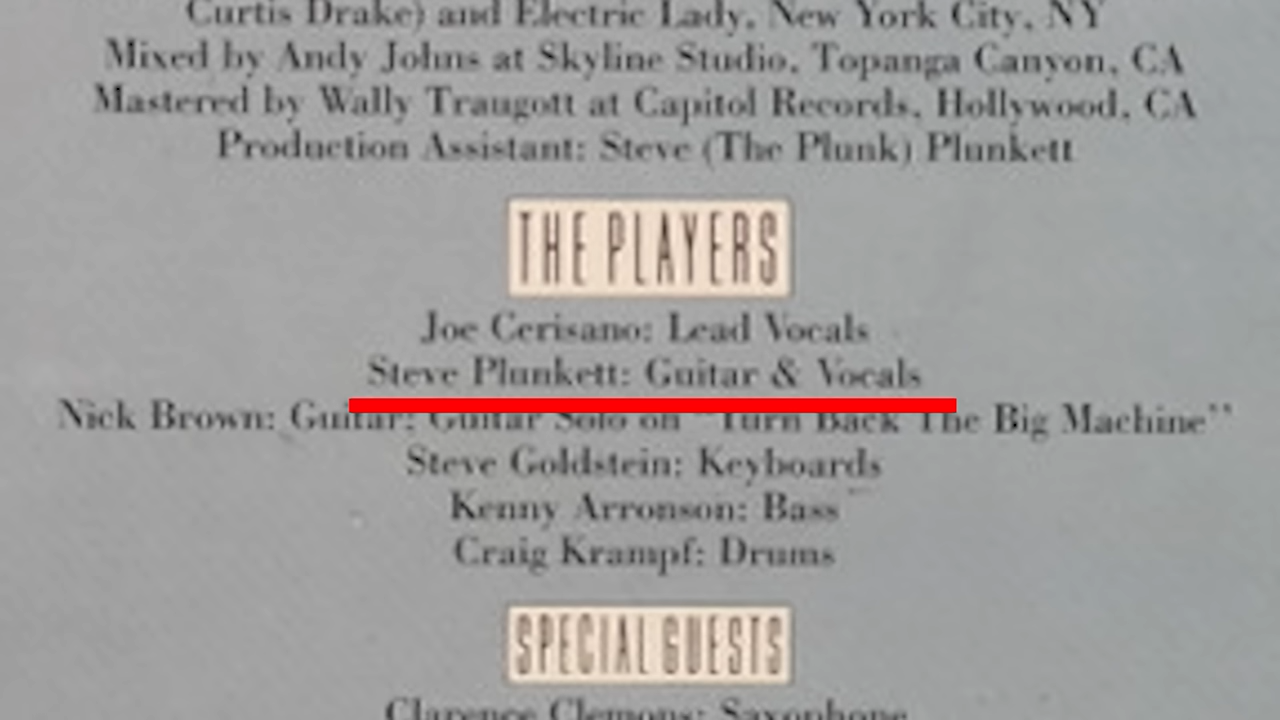 Curtis Drake) and Electric Lady, New York City, NY
Mixed by Andy Johns at Skyline Studio, Topanga Canyon, CA
Mastered by Wally Traugott at Capitol Records, Hollywood, CA
Production Assistant: Steve (The Plunk) Plunkett
THE PLAYERS
Joe Cerisano: Lead Vocals
Steve Plunkett: Guitar & Vocals
Nick Brown: Guitar: Guitar Solo on "Turn Back The Big Machine"
Steve Goldstein: Keyboards
Kenny Arronson: Bass
Craig Krampf: Drums
SPECIAL GUESTS
Clarence Clemons: Saxophone